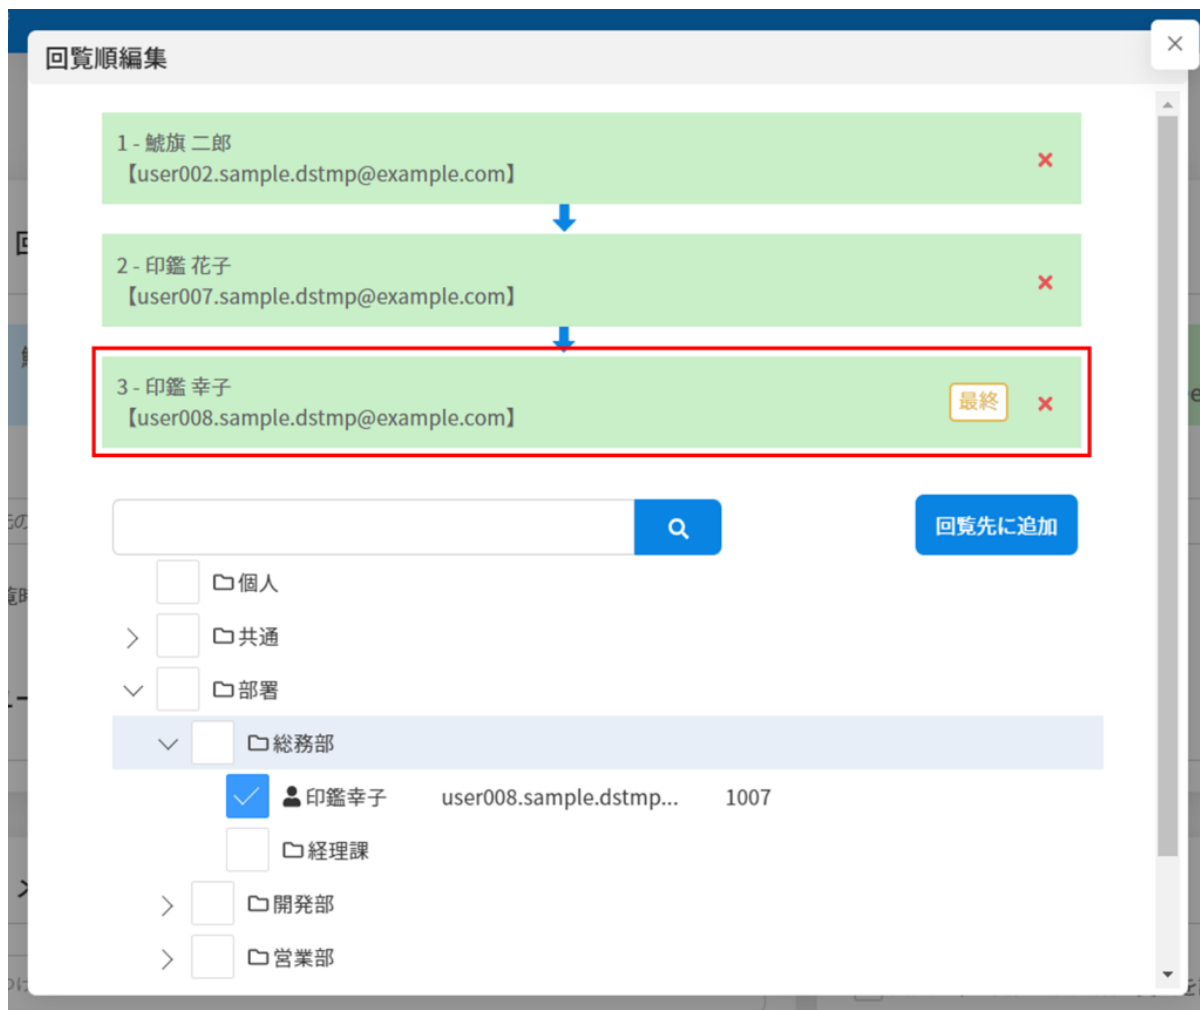 回覧順編集
1 - 鯱旗 二郎
【user002.sample.dstmp@example.com】
2 - 印鑑 花子
【user007.sample.dstmp@example.com】
3 - 印鑑 幸子
【user008.sample.dstmp@example.com】
最終
回覧先に追加
個人
共通
部署
総務部
印鑑幸子 user008.sample.dstmp... 1007
経理課
開発部
営業部